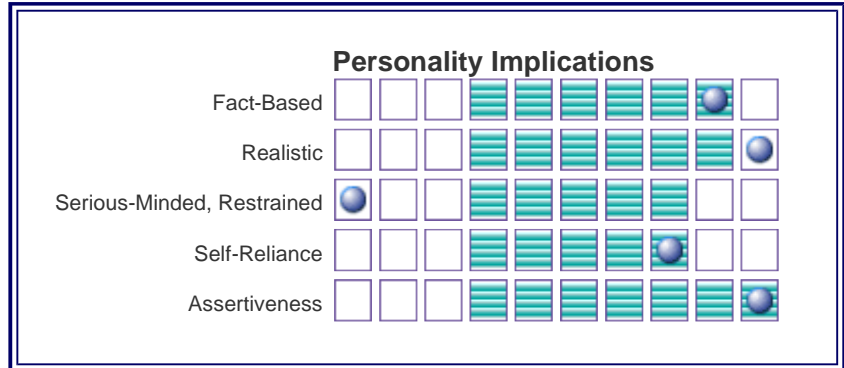 Personality Implications
Fact-Based
Realistic
Serious-Minded, Restrained
Self-Reliance
Assertiveness